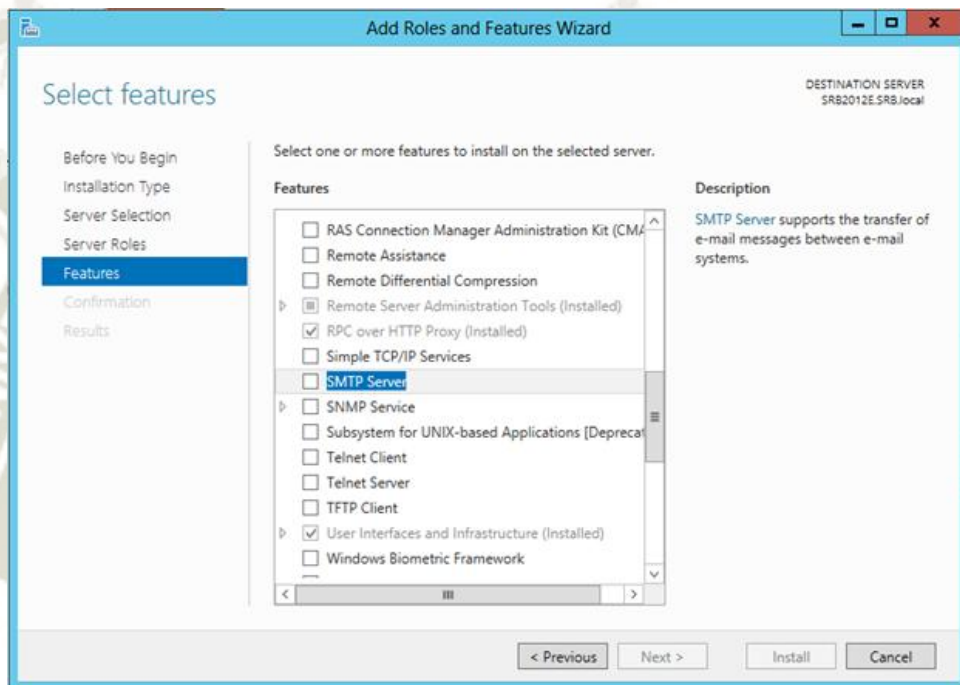 Add Roles and Features Wizard
Select features
DESTINATION SERVER
SRB2012E.SRB.local
Before You Begin
Installation Type
Server Selection
Server Roles
Features
Confirmation
Results
Select one or more features to install on the selected server.
Features
RAS Connection Manager Administration Kit (CMA
Remote Assistance
Remote Differential Compression
Remote Server Administration Tools (Installed)
RPC over HTTP Proxy (Installed)
Simple TCP/IP Services
SMTP Server
SNMP Service
Subsystem for UNIX-based Applications [Deprecat
Telnet Client
Telnet Server
TFTP Client
User Interfaces and Infrastructure (Installed)
Windows Biometric Framework
Description
SMTP Server supports the transfer of
e-mail messages between e-mail
systems.
< Previous
Next >
Install
Cancel